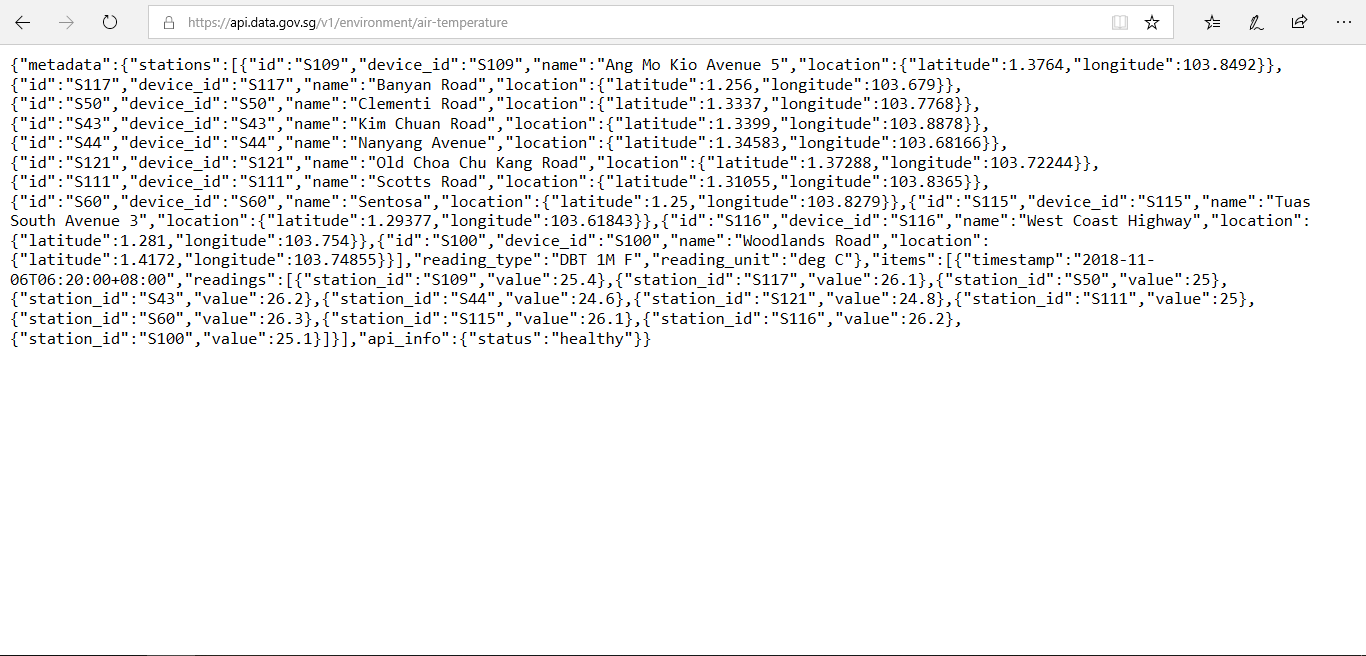 https://api.data.gov.sg/v1/environment/air-temperature
{"metadata":{"stations":[{"id":"S109","device_id":"S109","name":"Ang Mo Kio Avenue 5","location":{"latitude":1.3764,"longitude":103.8492}},
{"id":"S117","device_id":"S117","name":"Banyan Road","location":{"latitude":1.256,"longitude":103.679}},
{"id":"S50","device_id":"S50","name":"Clementi Road","location":{"latitude":1.3337,"longitude":103.7768}},
{"id":"S43","device_id":"S43","name":"Kim Chuan Road","location":{"latitude":1.3399,"longitude":103.8878}},
{"id":"S44","device_id":"S44","name":"Nanyang Avenue","location":{"latitude":1.34583,"longitude":103.68166}},
{"id":"S121","device_id":"S121","name":"Old Choa Chu Kang Road","location":{"latitude":1.37288,"longitude":103.72244}},
{"id":"S111","device_id":"S111","name":"Scotts Road","location":{"latitude":1.31055,"longitude":103.8365}},
{"id":"S60","device_id":"S60","name":"Sentosa","location":{"latitude":1.25,"longitude":103.8279}},{"id":"S115","device_id":"S115","name":"Tuas
South Avenue 3","location":{"latitude":1.29377,"longitude":103.61843}},{"id":"S116","device_id":"S116","name":"West Coast Highway","location":
{"latitude":1.281,"longitude":103.754}},{"id":"S100","device_id":"S100","name":"Woodlands Road","location":
{"latitude":1.4172,"longitude":103.74855}}],"reading_type":"DBT 1M F","reading_unit":"deg C"},"items":[{"timestamp":"2018-11-
06T06:20:00+08:00","readings":[{"station_id":"S109","value":25.4},{"station_id":"S117","value":26.1},{"station_id":"S50","value":25},
{"station_id":"S43","value":26.2},{"station_id":"S44","value":24.6},{"station_id":"S121","value":24.8},{"station_id":"S111","value":25},
{"station_id":"S60","value":26.3},{"station_id":"S115","value":26.1},{"station_id":"S116","value":26.2},
{"station_id":"S100","value":25.1}]}],"api_info":{"status":"healthy"}}